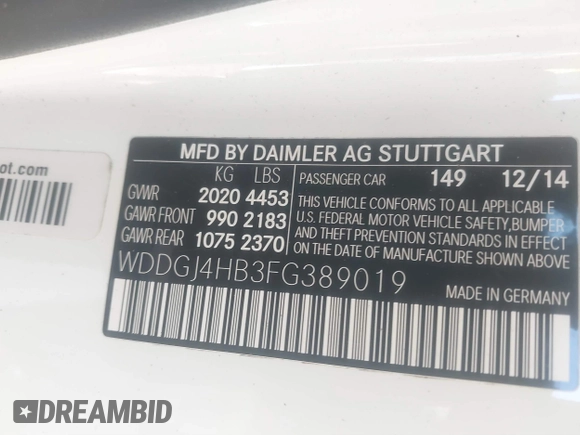 ot.com
MFD BY DAIMLER AG STUTTGART
KG LBS
GVWR 2020 4453
GAWR FRONT 990 2183
GAWR REAR 1075 2370
PASSENGER CAR 149 12/14
THIS VEHICLE CONFORMS TO ALL APPLICABLE
U.S. FEDERAL MOTOR VEHICLE SAFETY, BUMPER
AND THEFT PREVENTION STANDARDS IN EFFECT
ON THE DATE OF MANUFACTURE SHOWN ABOVE
WDDGJ4HB3FG389019
MADE IN GERMANY
DREAMBID